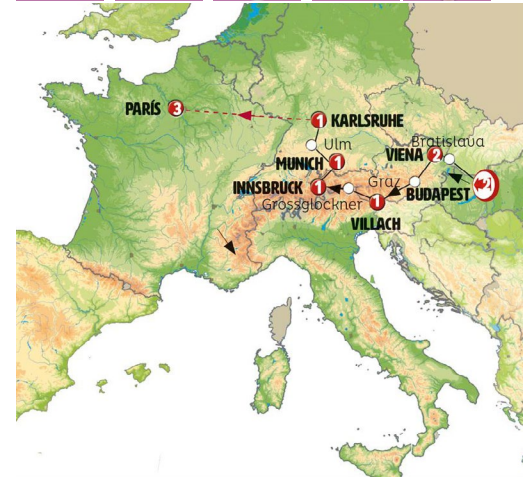 PARÍS
3
1
KARLSRUHE
Ulm
MUNICH
1
INNSBRUCK
1
Grossglockner
Graz
VIENA
2
Bratislava
BUDAPEST
2
1
VILLACH